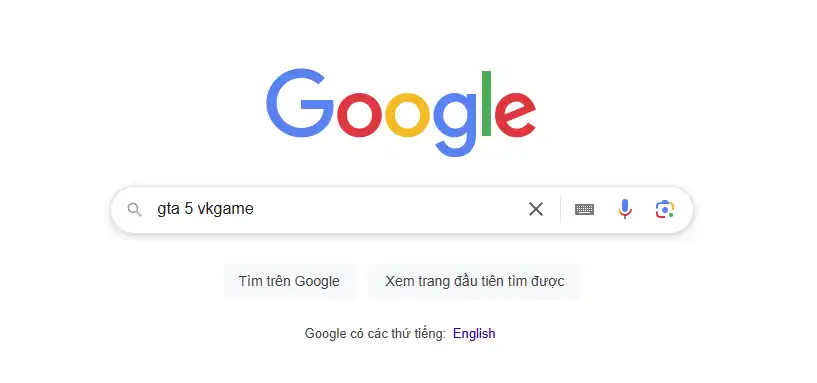 Google
gta 5 vkgame
Tìm trên Google Xem trang đầu tiên tìm được
Google có các thứ tiếng: English